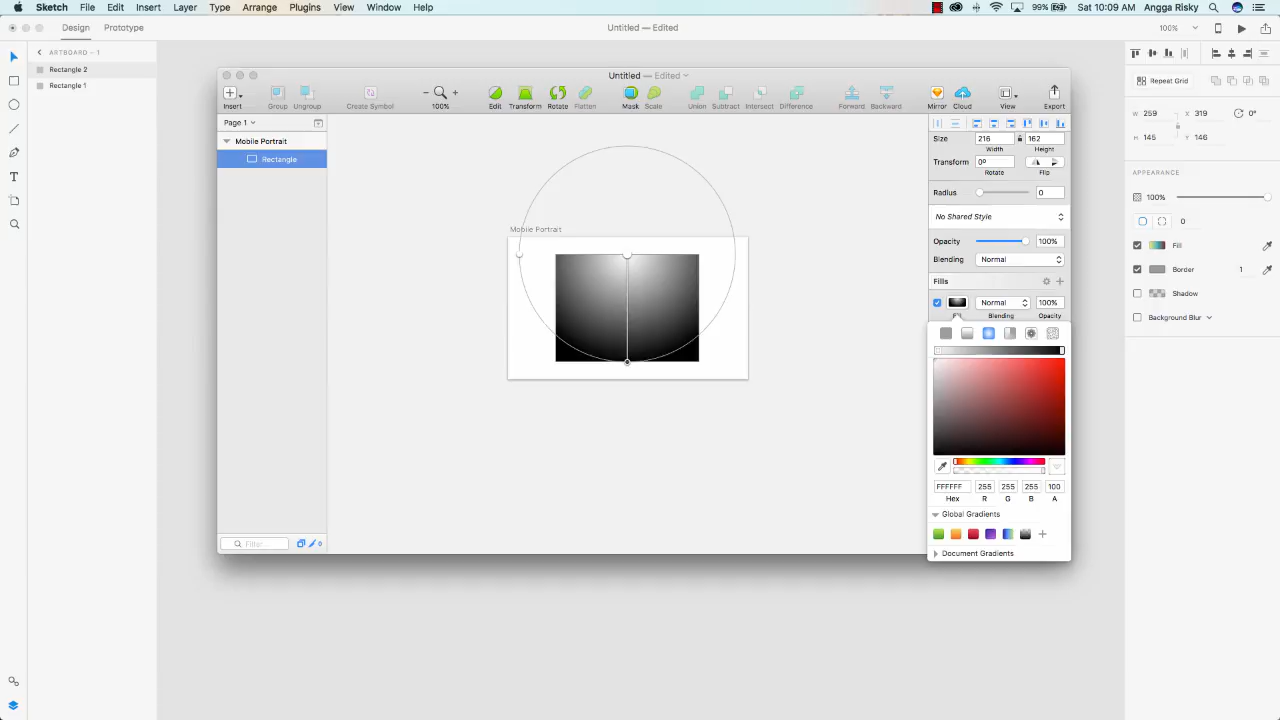 Sketch File Edit Insert Layer Type Arrange Plugins View Window Help 99% Sat 10:09 AM Angga Risky
Design Prototype Untitled — Edited 100%
ARTBOARD – 1
Rectangle 2
Rectangle 1
Untitled — Edited
Insert Group Ungroup Create Symbol 100% Edit Transform Rotate Flatten Mask Scale Union Subtract Intersect Difference Forward Backward Mirror Cloud View Export
Page 1
Mobile Portrait
Rectangle
Filter 0
Mobile Portrait
Size 216 162
Width Height
Transform 0º
Rotate Flip
Radius 0
No Shared Style
Opacity 100%
Blending Normal
Fills
Normal 100%
Fill Blending Opacity
FFFFFF 255 255 255 100
Hex R G B A
Global Gradients
Document Gradients
Repeat Grid
W 259 X 319 0°
H 145 Y 146
APPEARANCE
100%
0
Fill
Border 1
Shadow
Background Blur